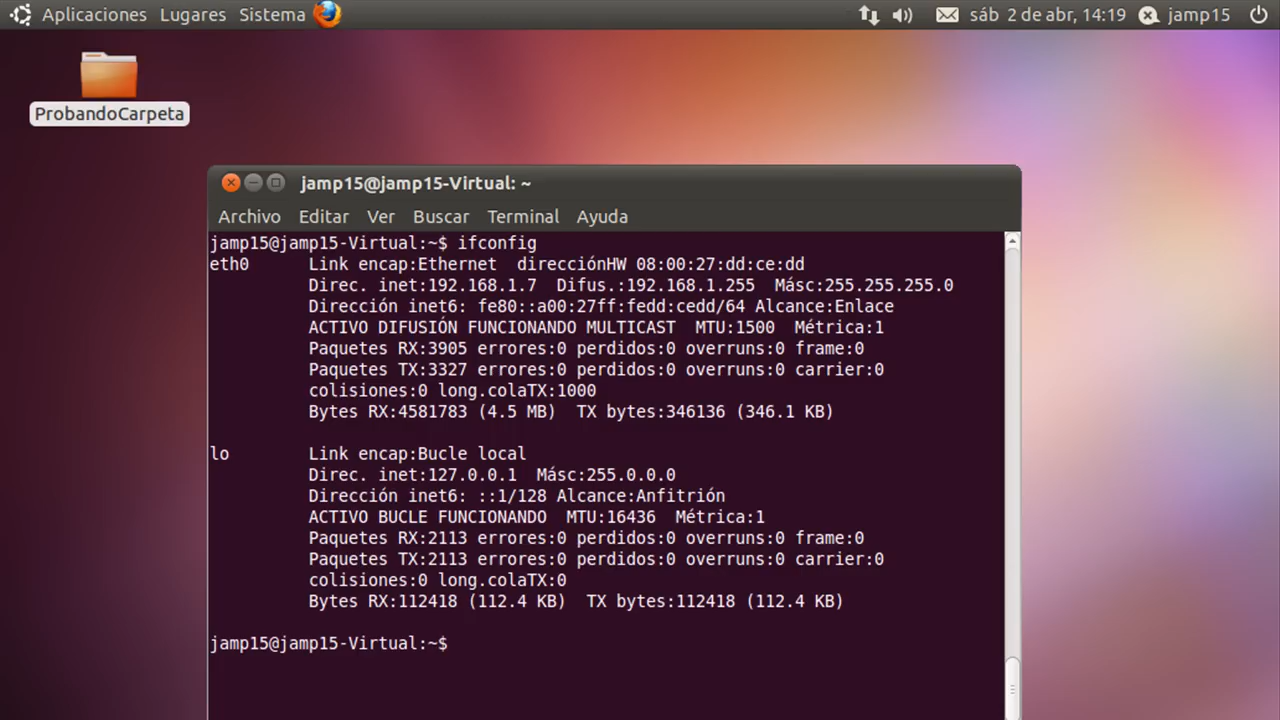 Aplicaciones Lugares Sistema sáb 2 de abr, 14:19 jamp15
ProbandoCarpeta
jamp15@jamp15-Virtual: ~
Archivo Editar Ver Buscar Terminal Ayuda
jamp15@jamp15-Virtual:~$ ifconfig
eth0 Link encap:Ethernet direcciónHW 08:00:27:dd:ce:dd
Direc. inet:192.168.1.7 Difus.:192.168.1.255 Másc:255.255.255.0
Dirección inet6: fe80::a00:27ff:fedd:cedd/64 Alcance:Enlace
ACTIVO DIFUSIÓN FUNCIONANDO MULTICAST MTU:1500 Métrica:1
Paquetes RX:3905 errores:0 perdidos:0 overruns:0 frame:0
Paquetes TX:3327 errores:0 perdidos:0 overruns:0 carrier:0
colisiones:0 long.colaTX:1000
Bytes RX:4581783 (4.5 MB) TX bytes:346136 (346.1 KB)
lo Link encap:Bucle local
Direc. inet:127.0.0.1 Másc:255.0.0.0
Dirección inet6: ::1/128 Alcance:Anfitrión
ACTIVO BUCLE FUNCIONANDO MTU:16436 Métrica:1
Paquetes RX:2113 errores:0 perdidos:0 overruns:0 frame:0
Paquetes TX:2113 errores:0 perdidos:0 overruns:0 carrier:0
colisiones:0 long.colaTX:0
Bytes RX:112418 (112.4 KB) TX bytes:112418 (112.4 KB)
jamp15@jamp15-Virtual:~$